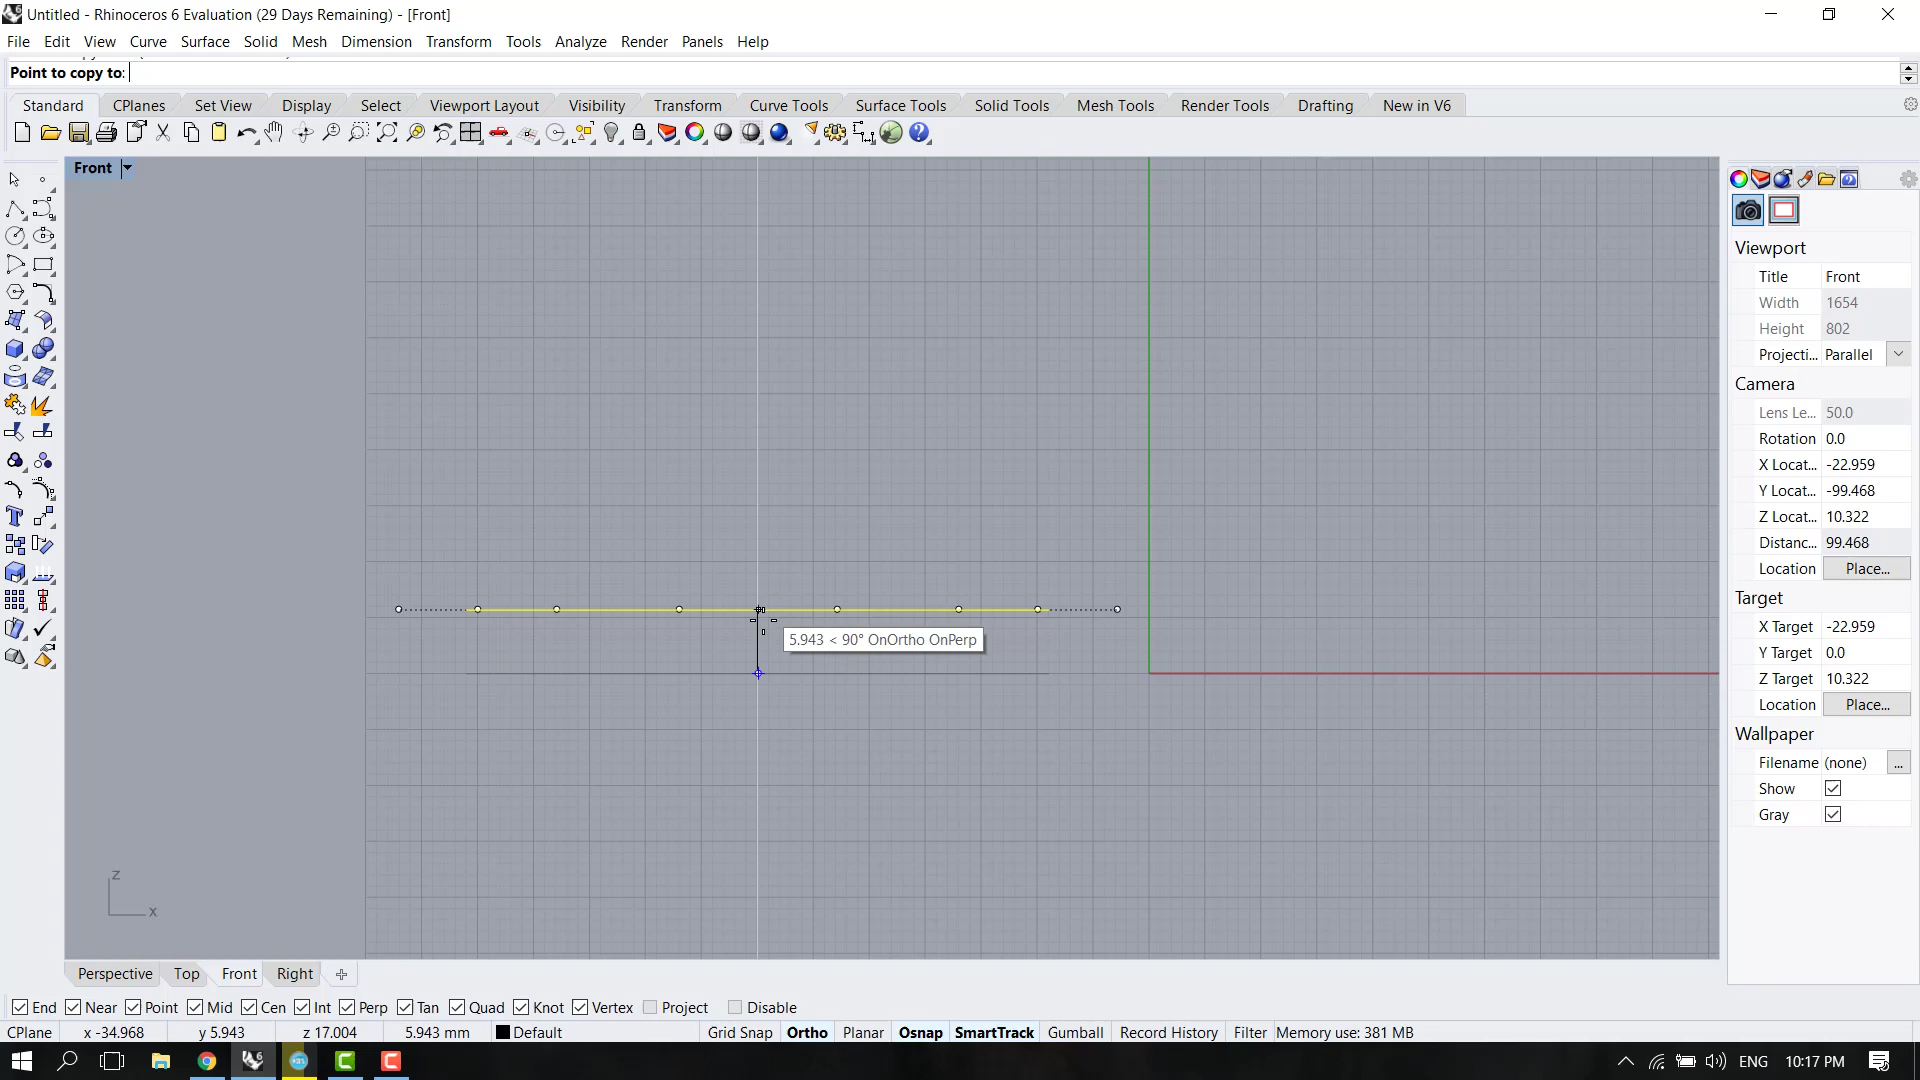 Untitled - Rhinoceros 6 Evaluation (29 Days Remaining) - [Front]
File Edit View Curve Surface Solid Mesh Dimension Transform Tools Analyze Render Panels Help
Point to copy to:
Standard CPlanes Set View Display Select Viewport Layout Visibility Transform Curve Tools Surface Tools Solid Tools Mesh Tools Render Tools Drafting New in V6
Front
Viewport
Title Front
Width 1654
Height 802
Projecti... Parallel
Camera
Lens Le... 50.0
Rotation 0.0
X Locat... -22.959
Y Locat... -99.468
Z Locat... 10.322
Distanc... 99.468
Location Place...
Target
X Target -22.959
Y Target 0.0
Z Target 10.322
Location Place...
Wallpaper
Filename (none) ...
Show
Gray
5.943 < 90° OnOrtho OnPerp
z
x
Perspective Top Front Right
End Near Point Mid Cen Int Perp Tan Quad Knot Vertex Project Disable
CPlane x -34.968 y 5.943 z 17.004 5.943 mm Default Grid Snap Ortho Planar Osnap SmartTrack Gumball Record History Filter Memory use: 381 MB
ENG 10:17 PM